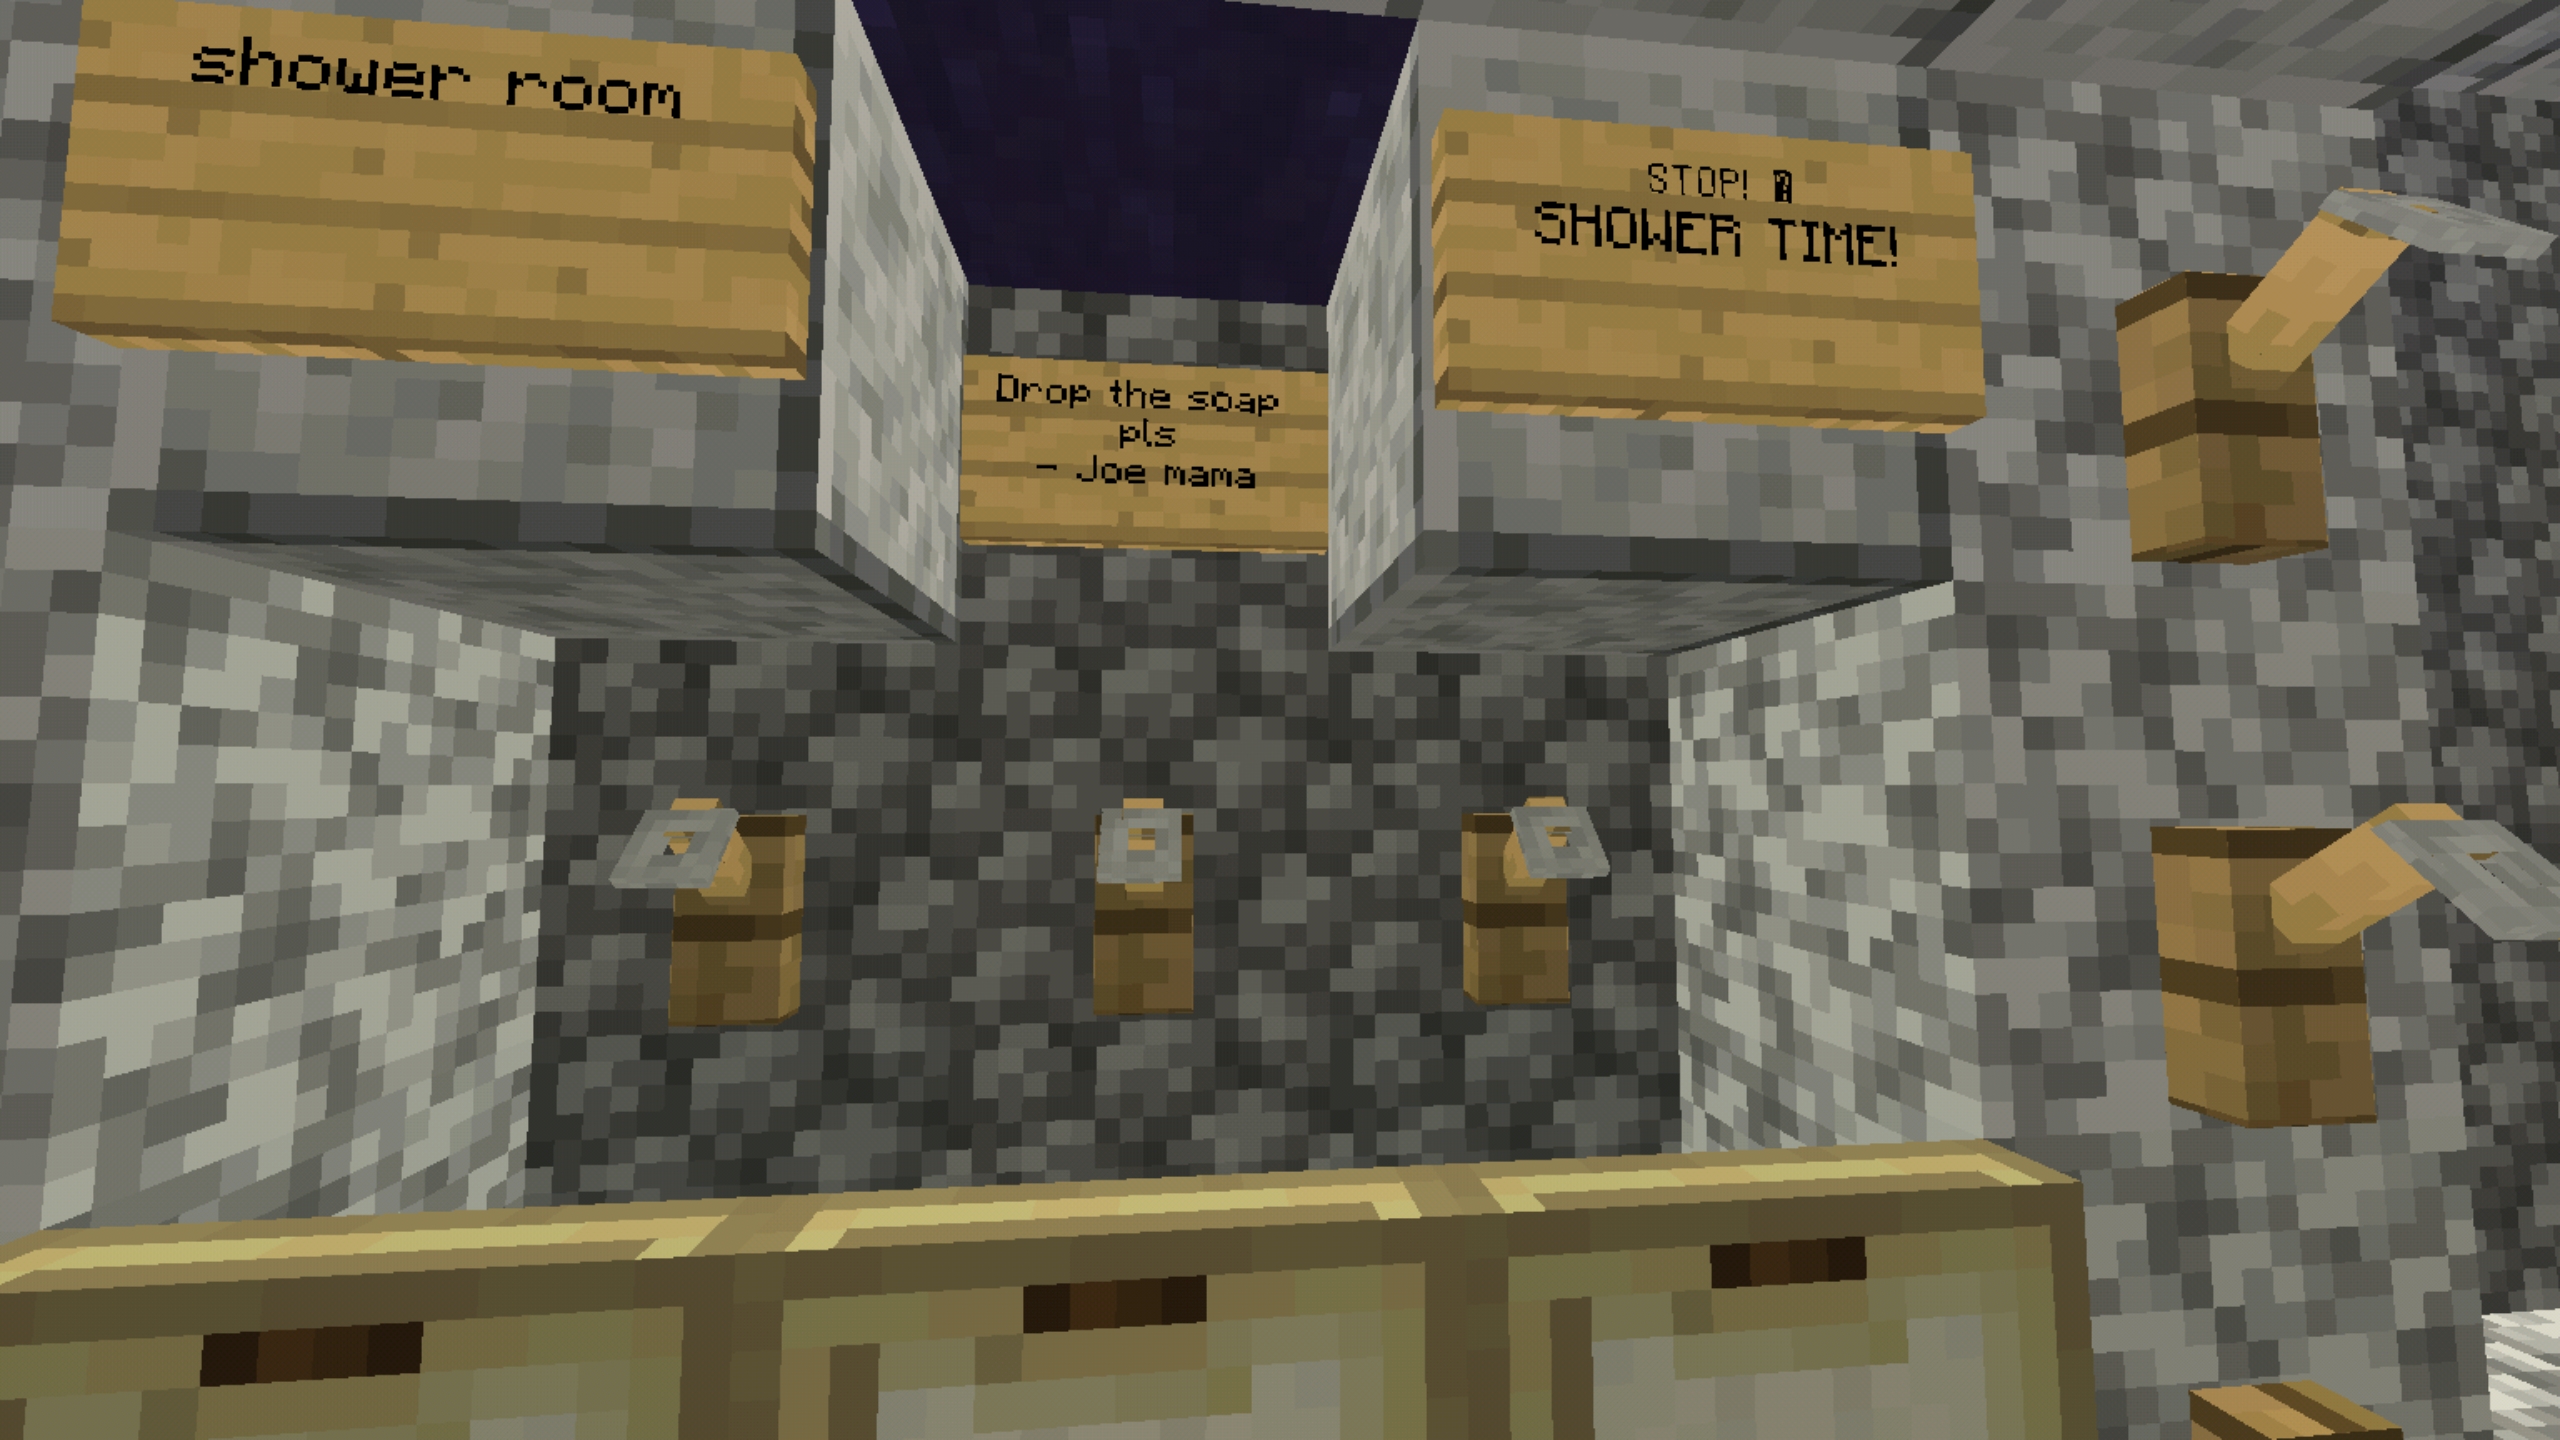 shower room
STOP! 
SHOWER TIME!
Drop the soap
pls
- Joe mama